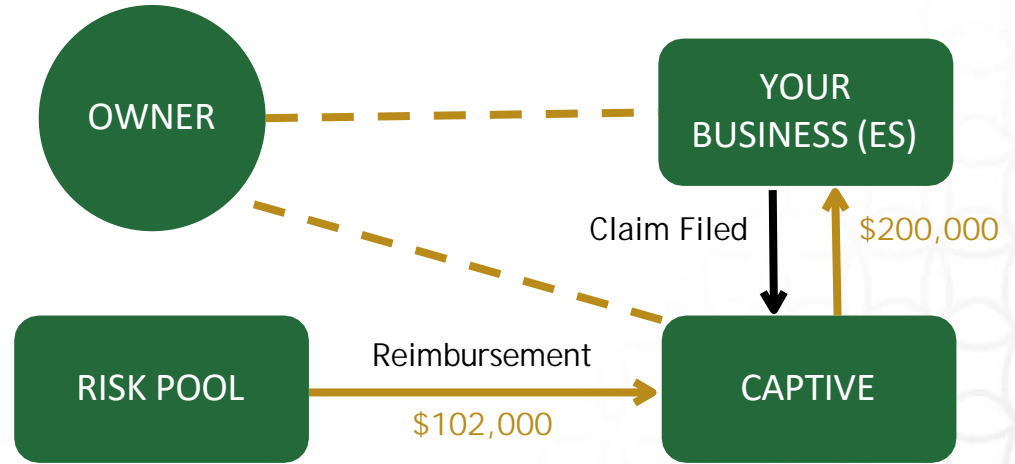 OWNER
YOUR
BUSINESS (ES)
Claim Filed
$200,000
RISK POOL
Reimbursement
$102,000
CAPTIVE